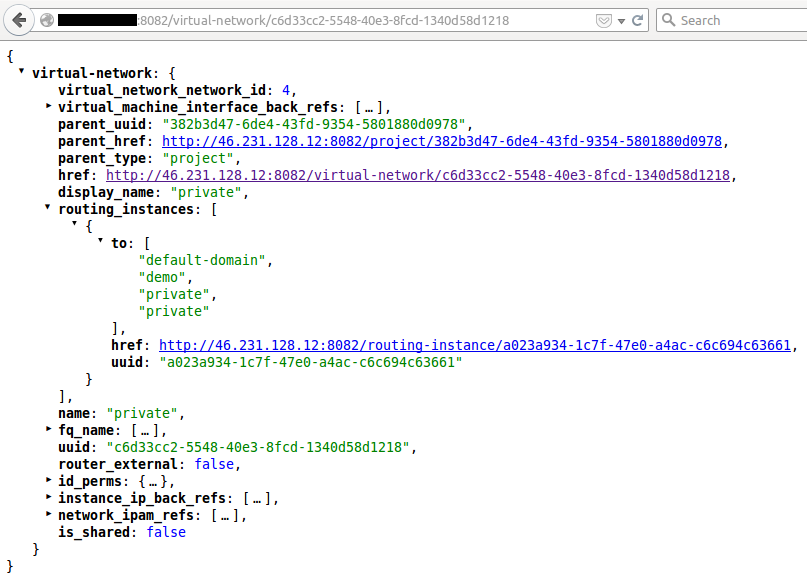 :8082/virtual-network/c6d33cc2-5548-40e3-8fcd-1340d58d1218
Search
{
virtual-network: {
virtual_network_network_id: 4,
virtual_machine_interface_back_refs: […],
parent_uuid: "382b3d47-6de4-43fd-9354-5801880d0978",
parent_href: http://46.231.128.12:8082/project/382b3d47-6de4-43fd-9354-5801880d0978,
parent_type: "project",
href: http://46.231.128.12:8082/virtual-network/c6d33cc2-5548-40e3-8fcd-1340d58d1218,
display_name: "private",
routing_instances: [
{
to: [
"default-domain",
"demo",
"private",
"private"
],
href: http://46.231.128.12:8082/routing-instance/a023a934-1c7f-47e0-a4ac-c6c694c63661,
uuid: "a023a934-1c7f-47e0-a4ac-c6c694c63661"
}
],
name: "private",
fq_name: […],
uuid: "c6d33cc2-5548-40e3-8fcd-1340d58d1218",
router_external: false,
id_perms: {…},
instance_ip_back_refs: […],
network_ipam_refs: […],
is_shared: false
}
}